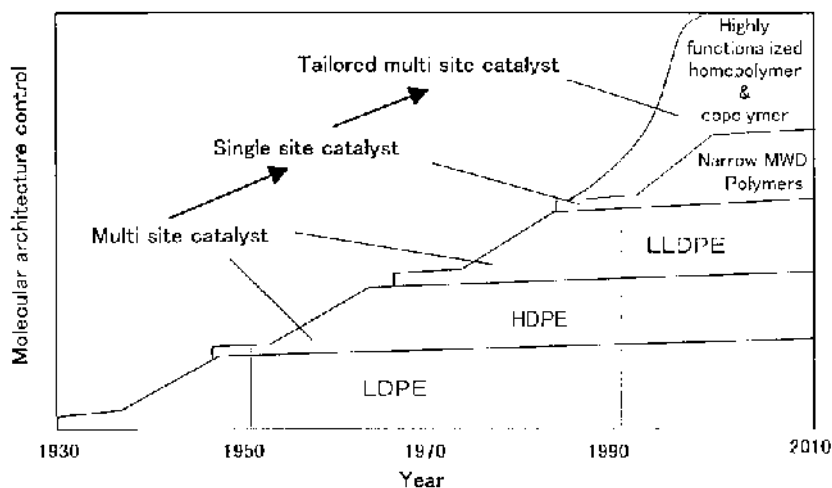 Highly
functionalized
homopolymer
&
copolymer
Tailored multi site catalyst
Single site catalyst
Narrow MWD
Polymers
Multi site catalyst
LLDPE
HDPE
LDPE
Molecular architecture control
1930
1950
1970
1990
2010
Year